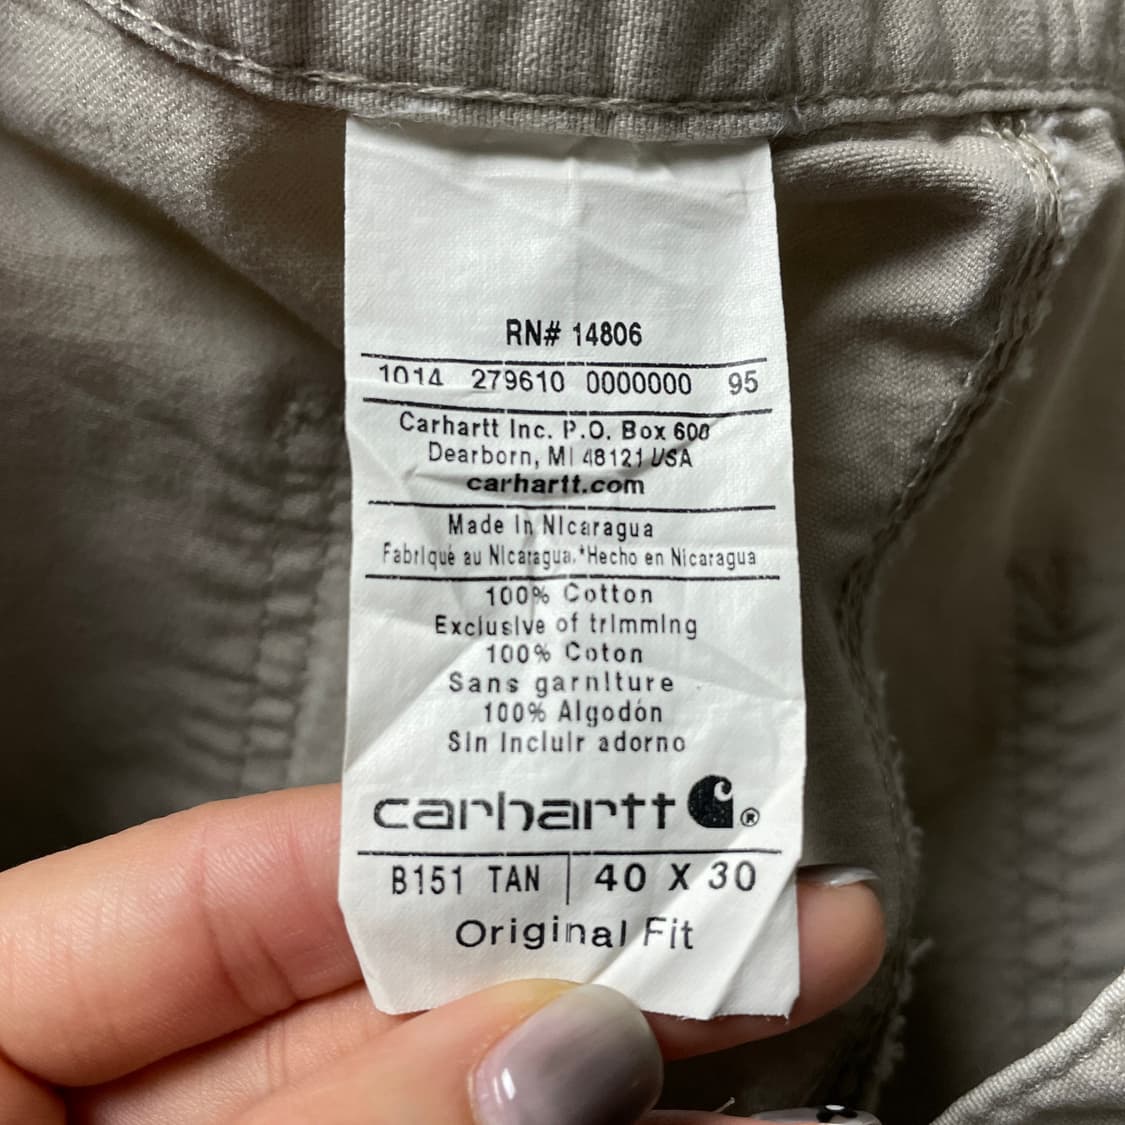 RN# 14806
1014 279610 0000000 95
Carhartt Inc. P.O. Box 600
Dearborn, MI 48121 USA
carhartt.com
Made in Nicaragua
Fabriqué au Nicaragua.*Hecho en Nicaragua
100% Cotton
Exclusive of trimming
100% Coton
Sans garniture
100% Algodón
Sin incluir adorno
carhartt ®
B151 TAN 40 X 30
Original Fit